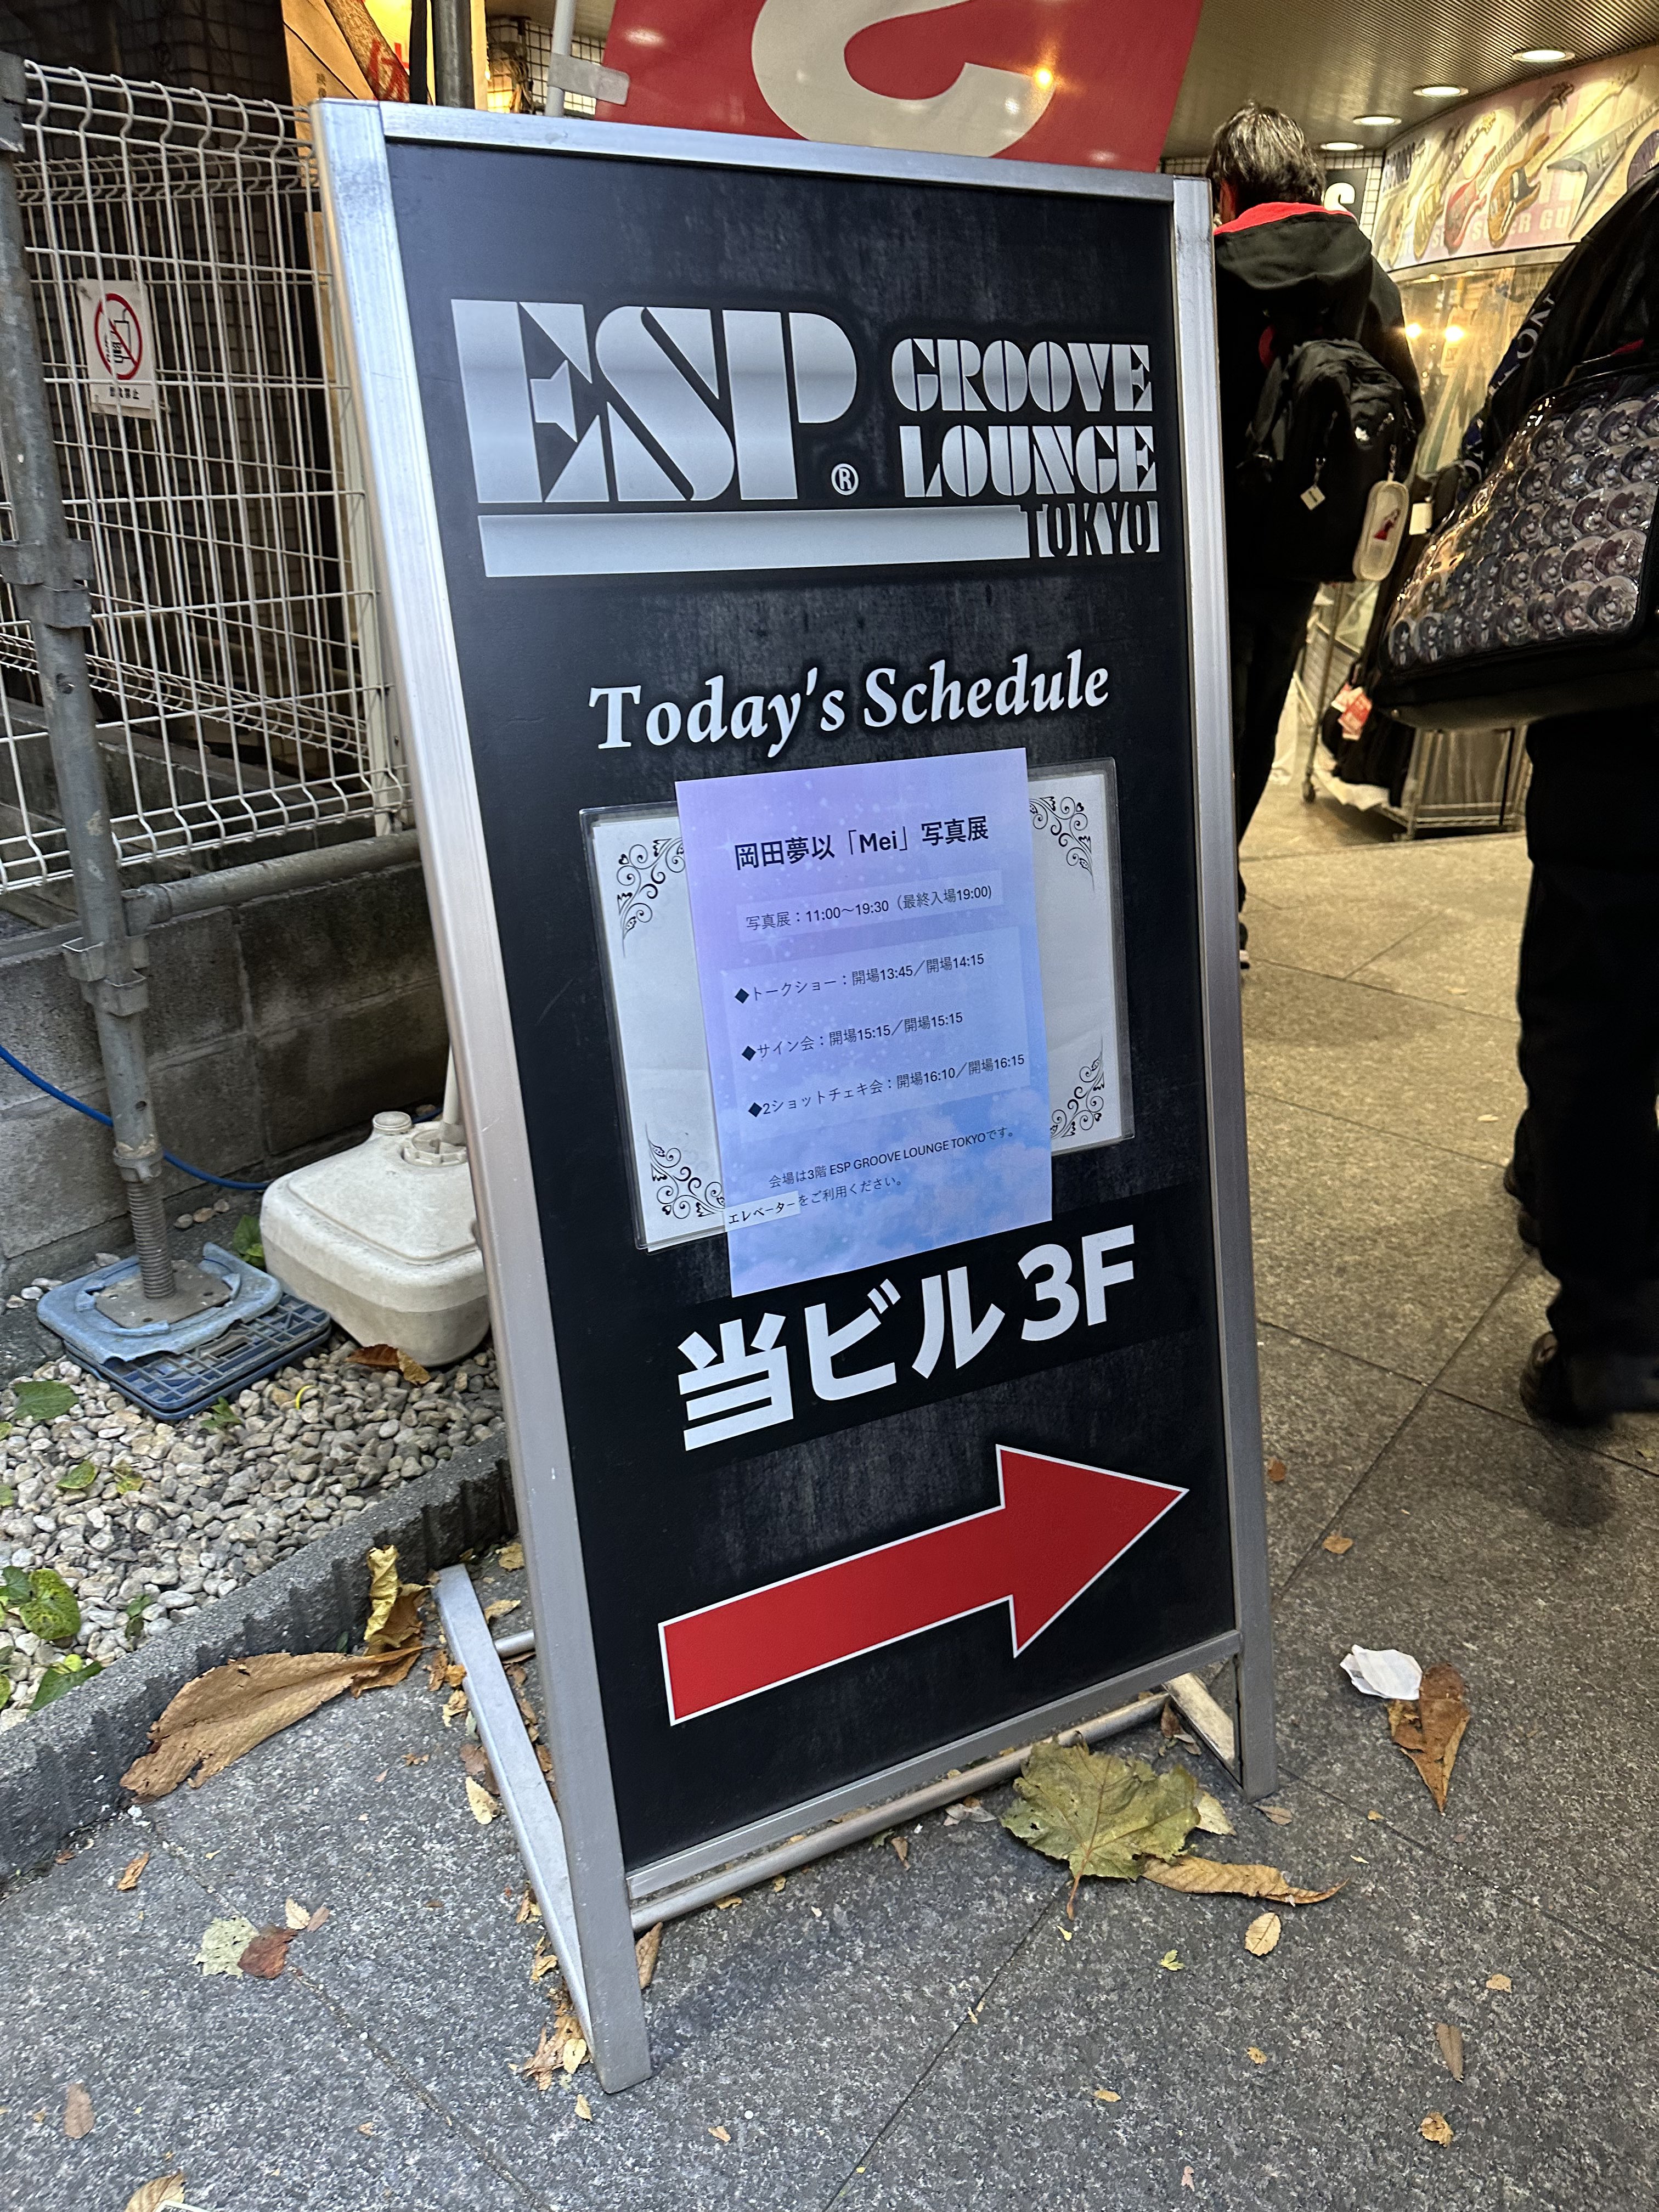 ESP® GROOVE
LOUNGE
TOKYO
Today's Schedule
岡田夢以「Mei」写真展
写真展：11:00〜19:30（最終入場19:00）
◆トークショー：開場13:45／開場14:15
◆サイン会：開場15:15／開場15:15
◆2ショットチェキ会：開場16:10／開場16:15
会場は3階 ESP GROOVE LOUNGE TOKYOです。
エレベーターをご利用ください。
当ビル 3F